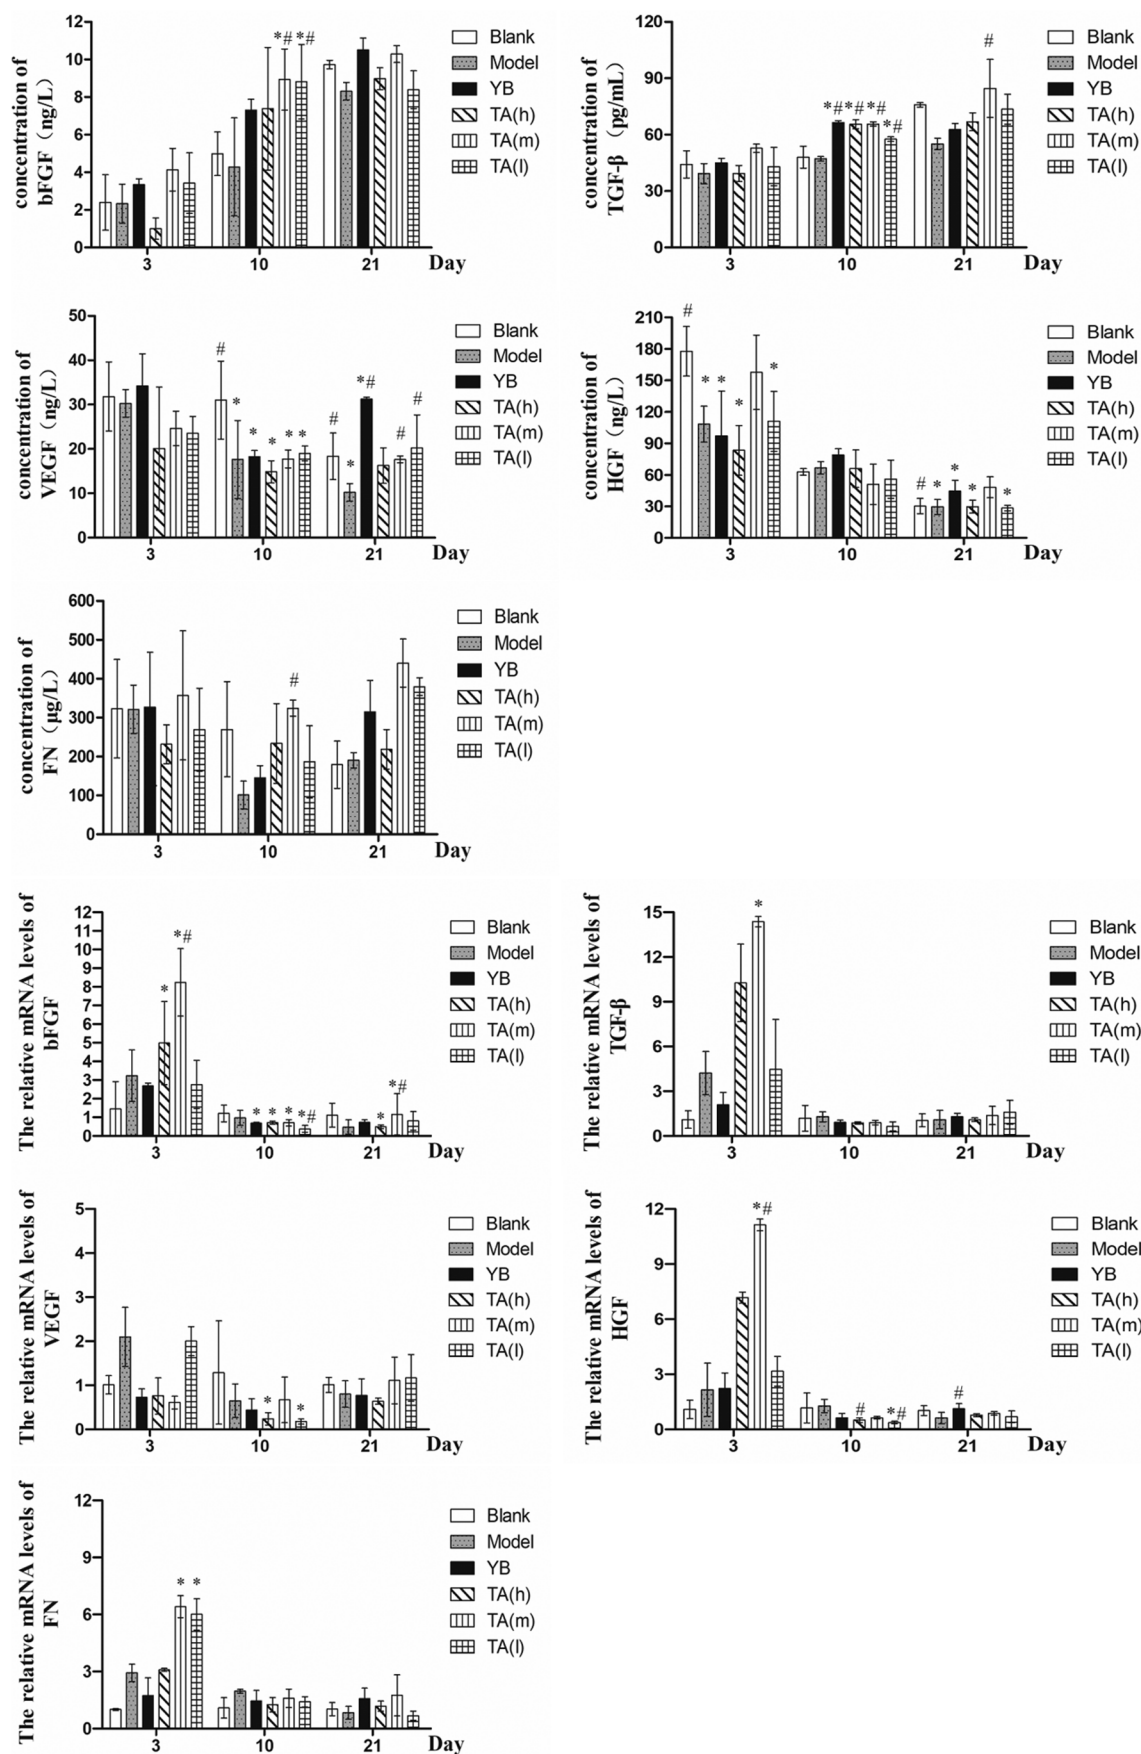 concentration of
bFGF (ng/L)
12
10
8
6
4
2
0
*# *#
3 10 21 Day
Blank
Model
YB
TA(h)
TA(m)
TA(l)
concentration of
TGF-β (pg/mL)
120
90
60
30
0
*#*#*#
*#
#
3 10 21 Day
Blank
Model
YB
TA(h)
TA(m)
TA(l)
concentration of
VEGF (ng/L)
50
40
30
20
10
0
#
* * * * *
# * *# # #
3 10 21 Day
Blank
Model
YB
TA(h)
TA(m)
TA(l)
concentration of
HGF (ng/L)
210
180
150
120
90
60
30
0
#
* * * *
# * * * *
3 10 21 Day
Blank
Model
YB
TA(h)
TA(m)
TA(l)
concentration of
FN (μg/L)
600
500
400
300
200
100
0
#
3 10 21 Day
Blank
Model
YB
TA(h)
TA(m)
TA(l)
The relative mRNA levels of
bFGF
12
11
10
9
8
7
6
5
4
3
2
1
0
* *#
* * * *#
* *#
3 10 21 Day
Blank
Model
YB
TA(h)
TA(m)
TA(l)
The relative mRNA levels of
TGF-β
15
12
9
6
3
0
*
3 10 21 Day
Blank
Model
YB
TA(h)
TA(m)
TA(l)
The relative mRNA levels of
VEGF
5
4
3
2
1
0
* *
3 10 21 Day
Blank
Model
YB
TA(h)
TA(m)
TA(l)
The relative mRNA levels of
HGF
12
9
6
3
0
*#
# *#
#
3 10 21 Day
Blank
Model
YB
TA(h)
TA(m)
TA(l)
The relative mRNA levels of
FN
12
9
6
3
0
* *
3 10 21 Day
Blank
Model
YB
TA(h)
TA(m)
TA(l)